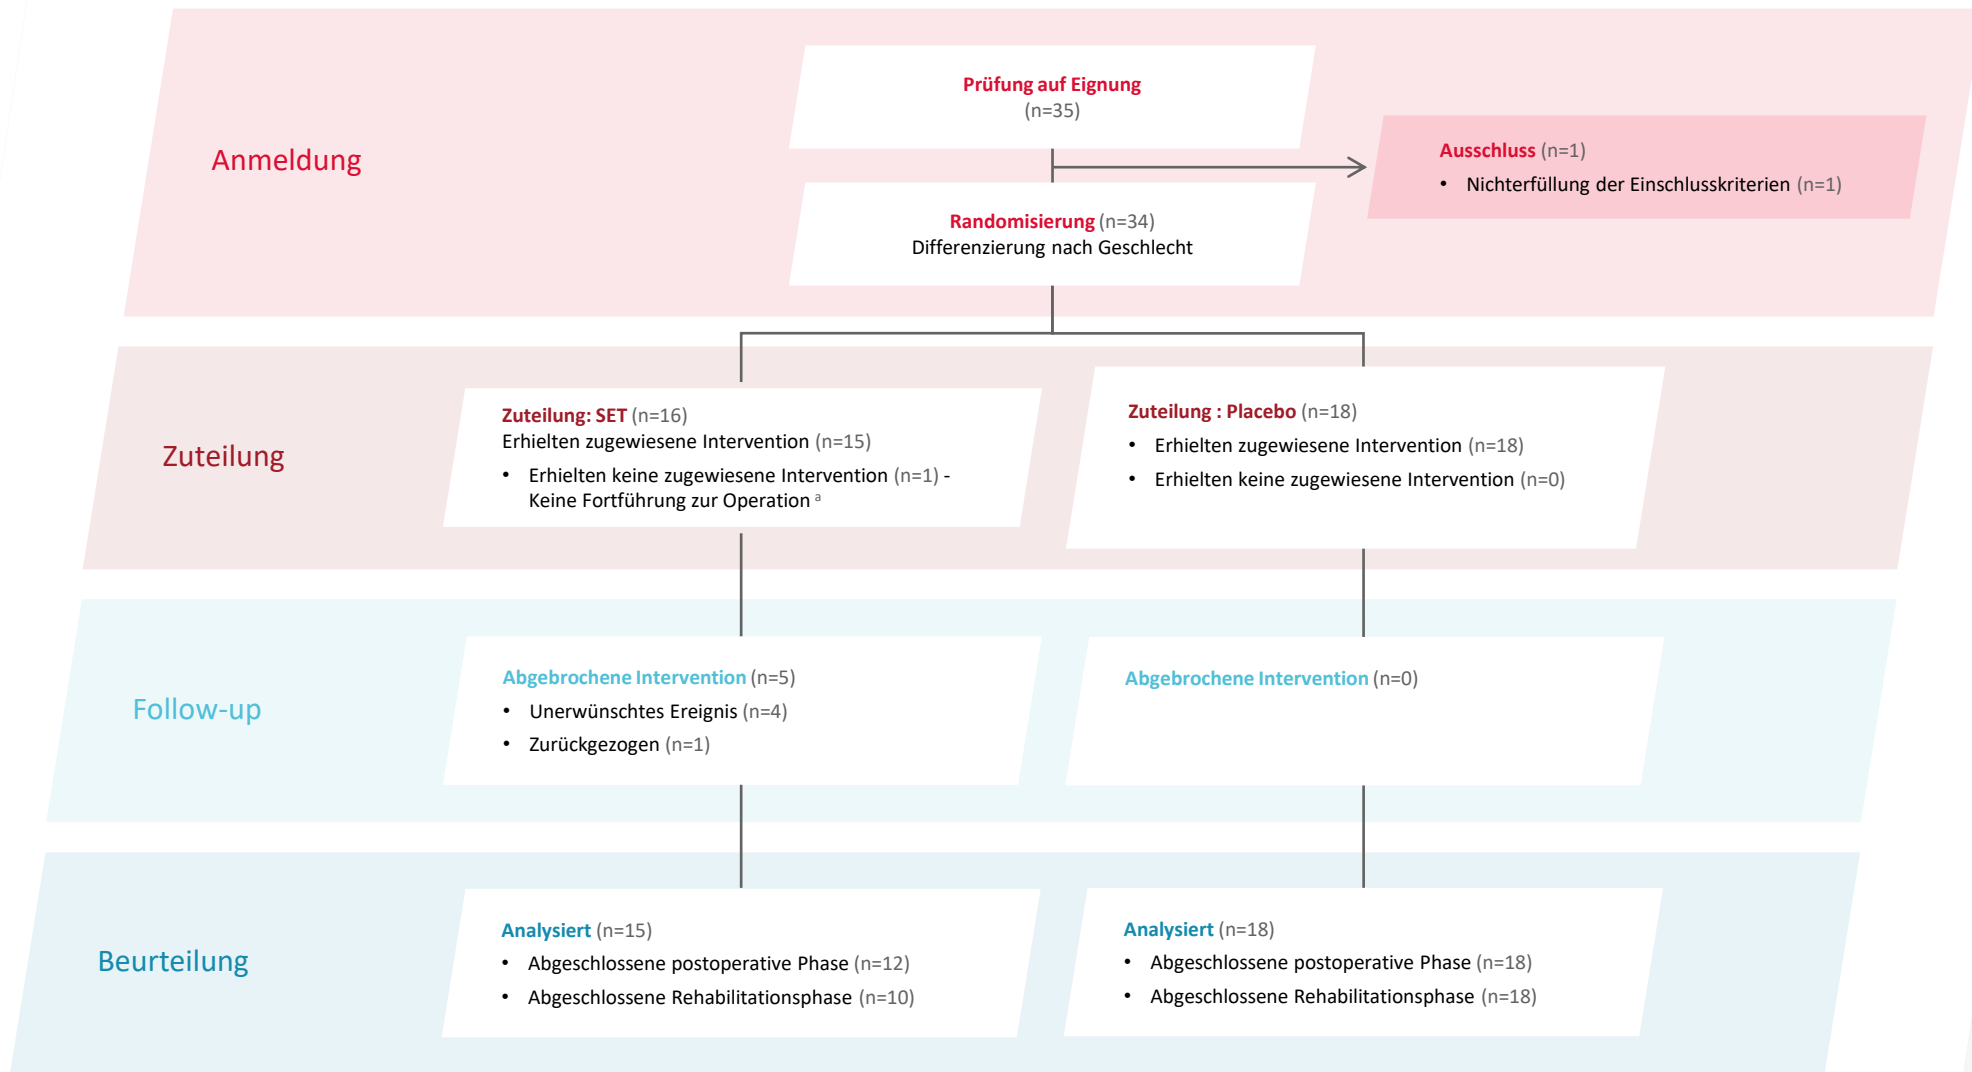 Anmeldung
Prüfung auf Eignung
(n=35)
Ausschluss (n=1)
• Nichterfüllung der Einschlusskriterien (n=1)
Randomisierung (n=34)
Differenzierung nach Geschlecht
Zuteilung
Zuteilung: SET (n=16)
Erhielten zugewiesene Intervention (n=15)
• Erhielten keine zugewiesene Intervention (n=1) -
Keine Fortführung zur Operation ª
Zuteilung : Placebo (n=18)
• Erhielten zugewiesene Intervention (n=18)
• Erhielten keine zugewiesene Intervention (n=0)
Follow-up
Abgebrochene Intervention (n=5)
• Unerwünschtes Ereignis (n=4)
• Zurückgezogen (n=1)
Abgebrochene Intervention (n=0)
Beurteilung
Analysiert (n=15)
• Abgeschlossene postoperative Phase (n=12)
• Abgeschlossene Rehabilitationsphase (n=10)
Analysiert (n=18)
• Abgeschlossene postoperative Phase (n=18)
• Abgeschlossene Rehabilitationsphase (n=18)